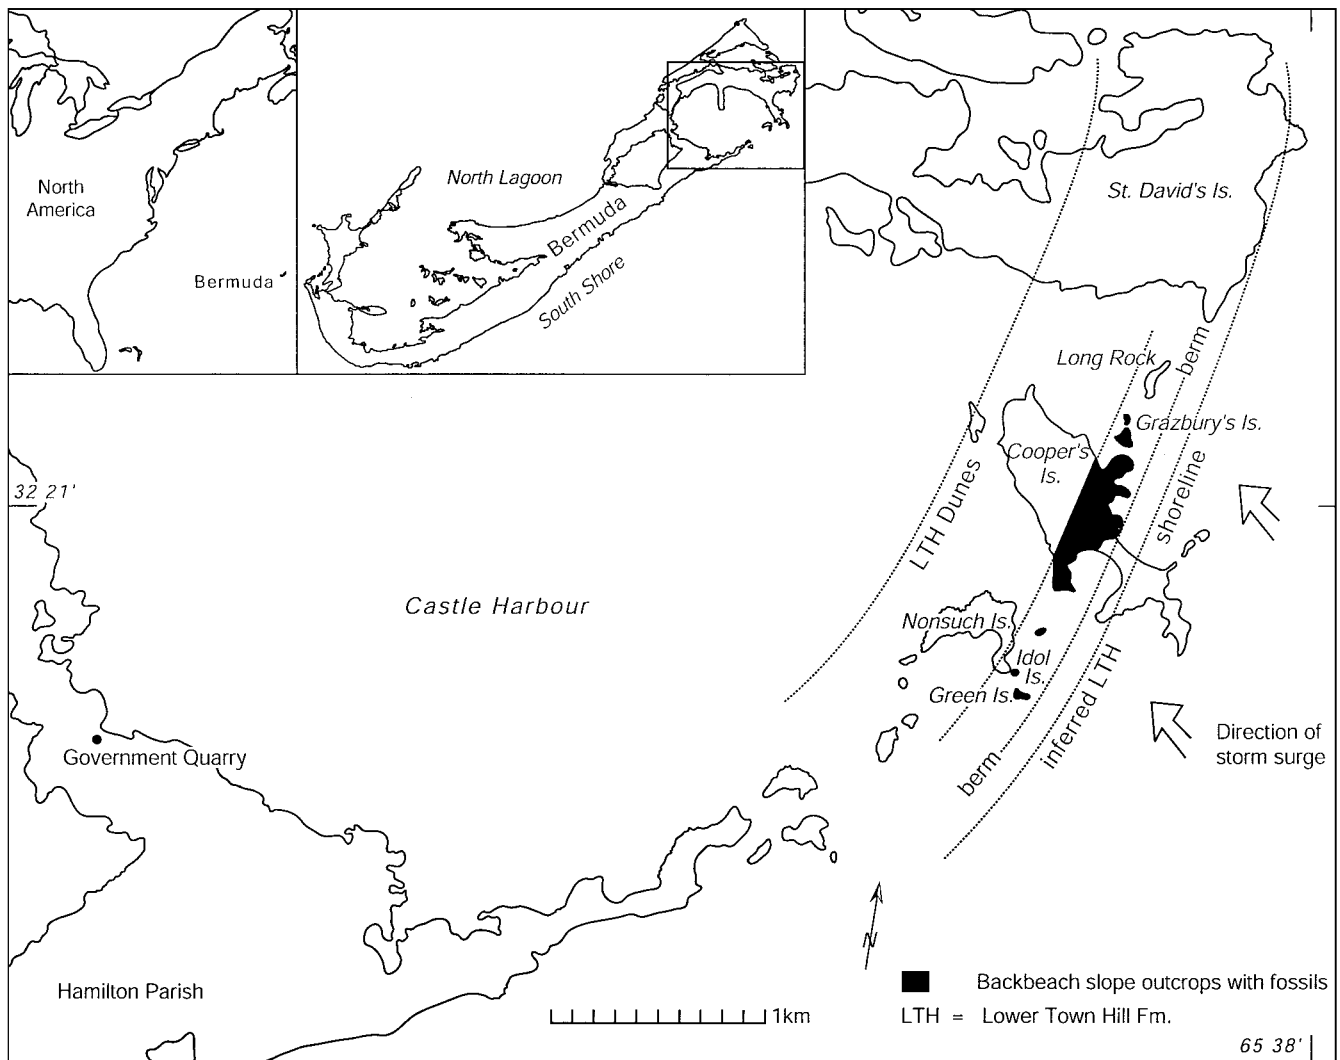 North
America
Bermuda
North Lagoon
Bermuda
South Shore
St. David's Is.
Long Rock
berm
Grazbury's Is.
Cooper's
Is.
shoreline
32 21'
LTH Dunes
Castle Harbour
Nonsuch Is.
Idol
Is.
Green Is.
inferred LTH
berm
Direction of
storm surge
Government Quarry
N
Hamilton Parish
1km
Backbeach slope outcrops with fossils
LTH = Lower Town Hill Fm.
65 38'